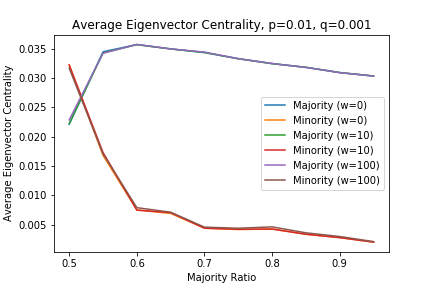 Average Eigenvector Centrality, p=0.01, q=0.001
Average Eigenvector Centrality
0.035
0.030
0.025
0.020
0.015
0.010
0.005
Majority (w=0)
Minority (w=0)
Majority (w=10)
Minority (w=10)
Majority (w=100)
Minority (w=100)
0.5 0.6 0.7 0.8 0.9
Majority Ratio